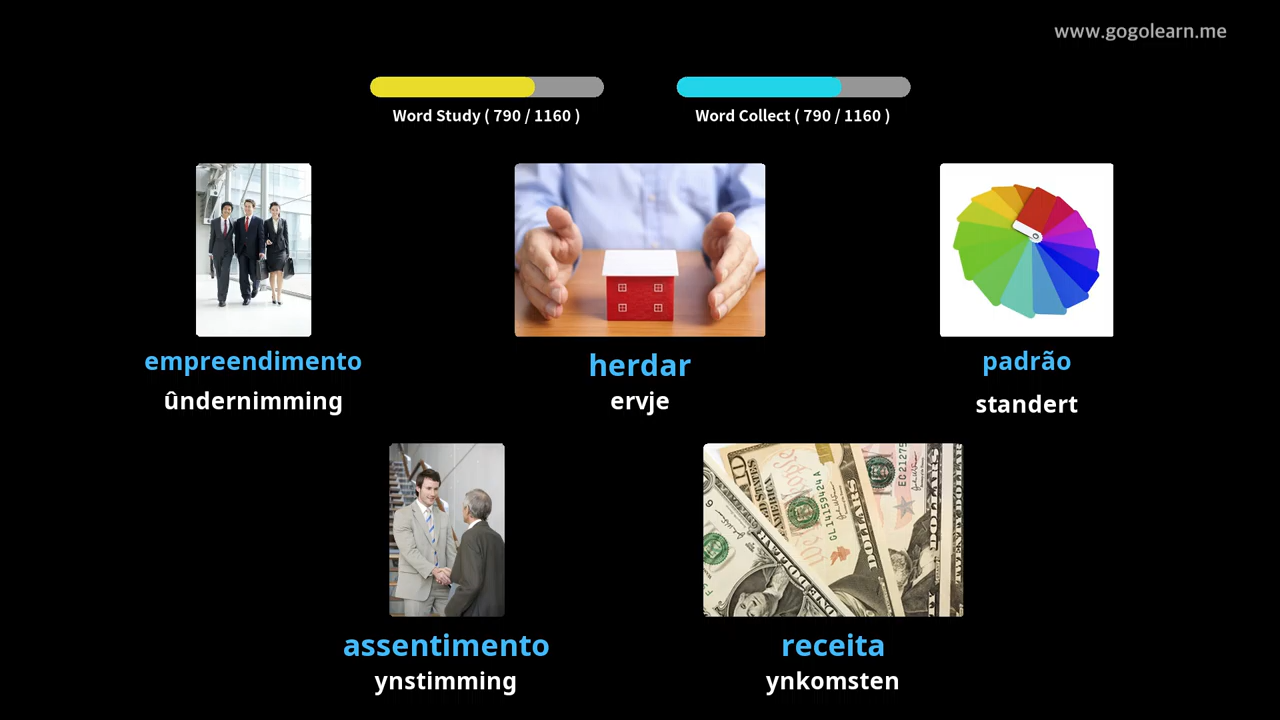 www.gogolearn.me
Word Study ( 790 / 1160 )
Word Collect ( 790 / 1160 )
empreendimento
ûndernimming
herdar
ervje
padrão
standert
assentimento
ynstimming
receita
ynkomsten